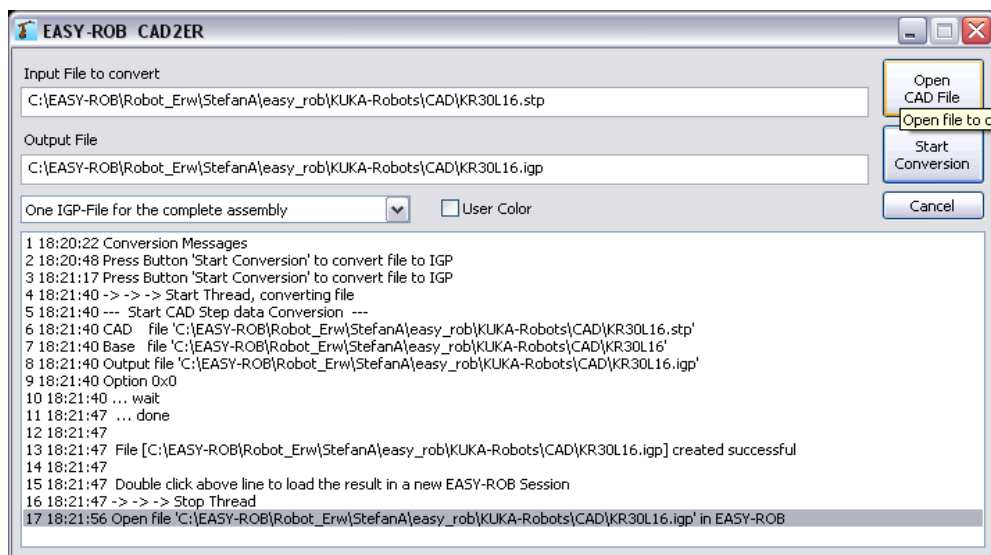 EASY-ROB CAD2ER
Input File to convert
C:\EASY-ROB\Robot_Erw\StefanA\easy_rob\KUKA-Robots\CAD\KR30L16.stp
Open
CAD File
Open file to
Output File
C:\EASY-ROB\Robot_Erw\StefanA\easy_rob\KUKA-Robots\CAD\KR30L16.igp
Start
Conversion
One IGP-File for the complete assembly
User Color
Cancel
1 18:20:22 Conversion Messages
2 18:20:48 Press Button 'Start Conversion' to convert file to IGP
3 18:21:17 Press Button 'Start Conversion' to convert file to IGP
4 18:21:40 -> -> -> Start Thread, converting file
5 18:21:40 --- Start CAD Step data Conversion ---
6 18:21:40 CAD file 'C:\EASY-ROB\Robot_Erw\StefanA\easy_rob\KUKA-Robots\CAD\KR30L16.stp'
7 18:21:40 Base file 'C:\EASY-ROB\Robot_Erw\StefanA\easy_rob\KUKA-Robots\CAD\KR30L16'
8 18:21:40 Output file 'C:\EASY-ROB\Robot_Erw\StefanA\easy_rob\KUKA-Robots\CAD\KR30L16.igp'
9 18:21:40 Option 0x0
10 18:21:40 ... wait
11 18:21:47 ... done
12 18:21:47
13 18:21:47 File [C:\EASY-ROB\Robot_Erw\StefanA\easy_rob\KUKA-Robots\CAD\KR30L16.igp] created successful
14 18:21:47
15 18:21:47 Double click above line to load the result in a new EASY-ROB Session
16 18:21:47 -> -> -> Stop Thread
17 18:21:56 Open file 'C:\EASY-ROB\Robot_Erw\StefanA\easy_rob\KUKA-Robots\CAD\KR30L16.igp' in EASY-ROB